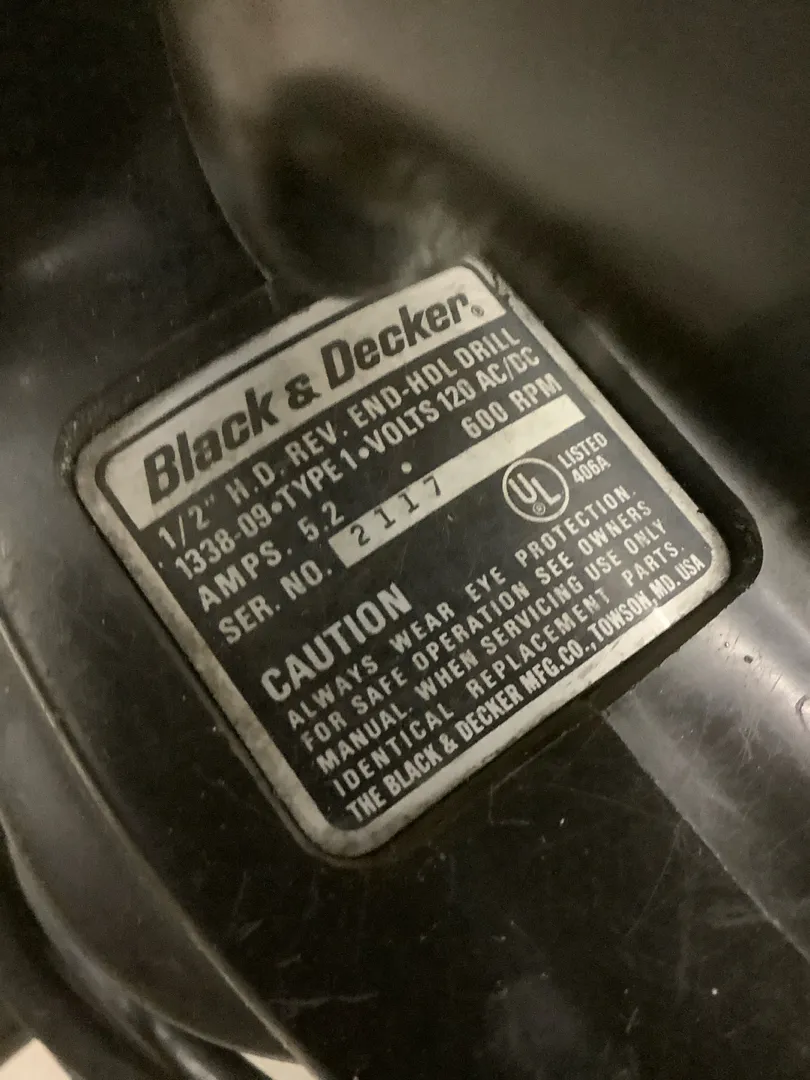 Black & Decker®
1/2" H.D. REV. END-HDL DRILL
1338-09•TYPE 1•VOLTS 120 AC/DC
AMPS. 5.2 • 600 RPM
SER. NO. 2117
UL ®
LISTED
406A
CAUTION
ALWAYS WEAR EYE PROTECTION.
FOR SAFE OPERATION SEE OWNERS
MANUAL. WHEN SERVICING USE ONLY
IDENTICAL REPLACEMENT PARTS.
THE BLACK & DECKER MFG.CO., TOWSON, MD. USA